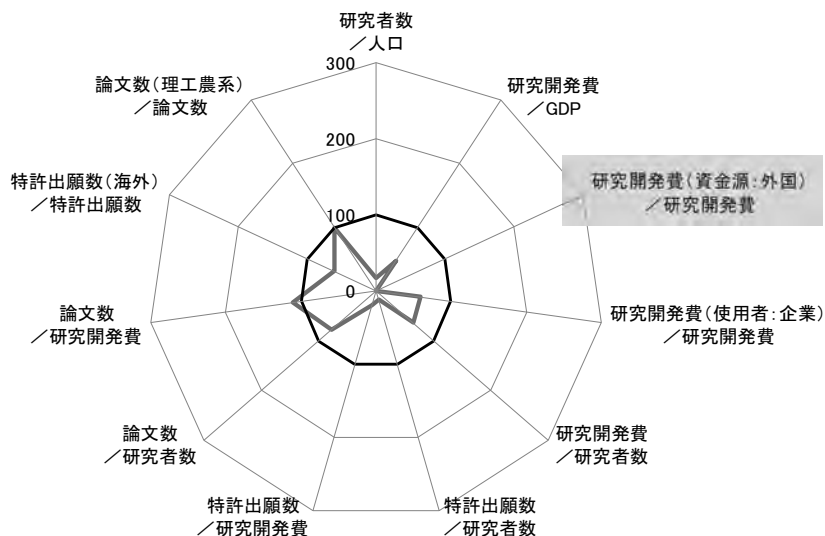 研究者数
／人口
研究開発費
／GDP
研究開発費（資金源：外国）
／研究開発費
研究開発費（使用者：企業）
／研究開発費
研究開発費
／研究者数
特許出願数
／研究者数
特許出願数
／研究開発費
論文数
／研究者数
論文数
／研究開発費
特許出願数（海外）
／特許出願数
論文数（理工農系）
／論文数
300
200
100
0